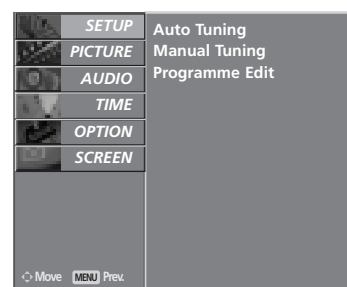 SETUP
PICTURE
AUDIO
TIME
OPTION
SCREEN
Auto Tuning
Manual Tuning
Programme Edit
Move MENU Prev.